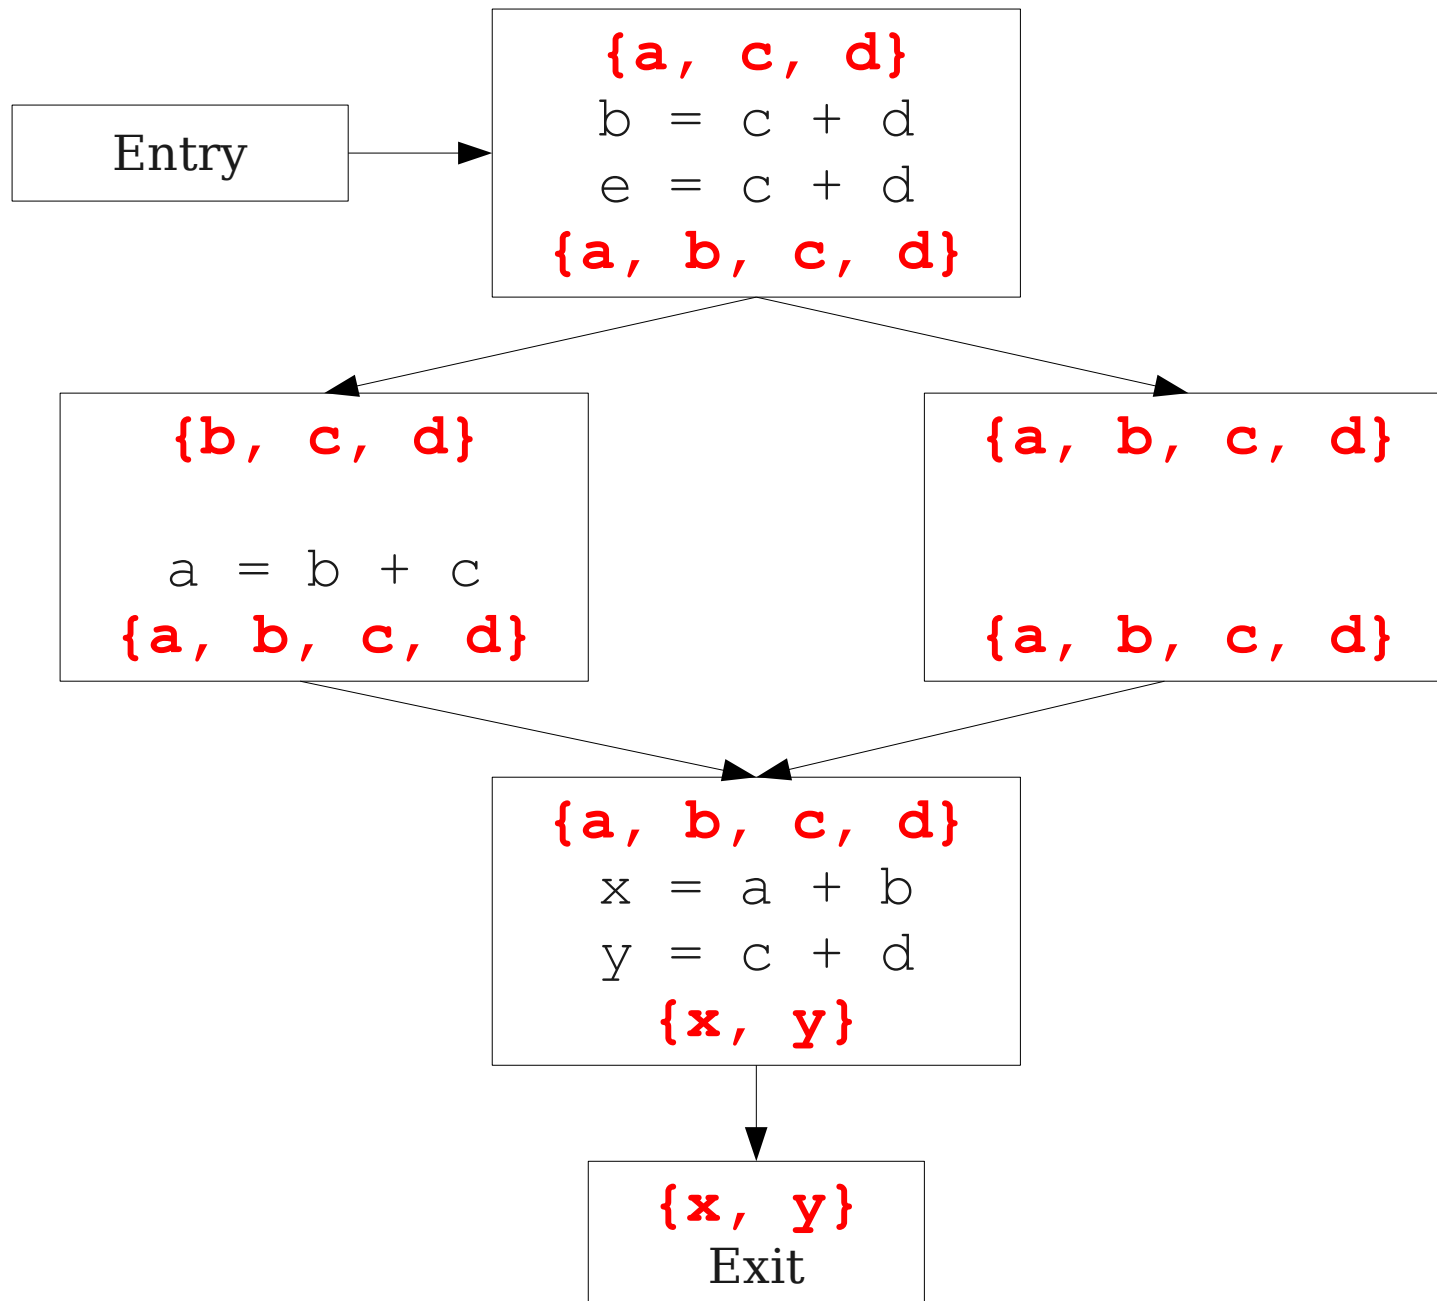 {a, c, d}
b = c + d
Entry
e = c + d
{a, b, c, d}
{b, c, d}
a = b + c
{a, b, c, d}
{a, b, c, d}
{a, b, c, d}
{a, b, c, d}
x = a + b
y = c + d
{x, y}
{x, y}
Exit